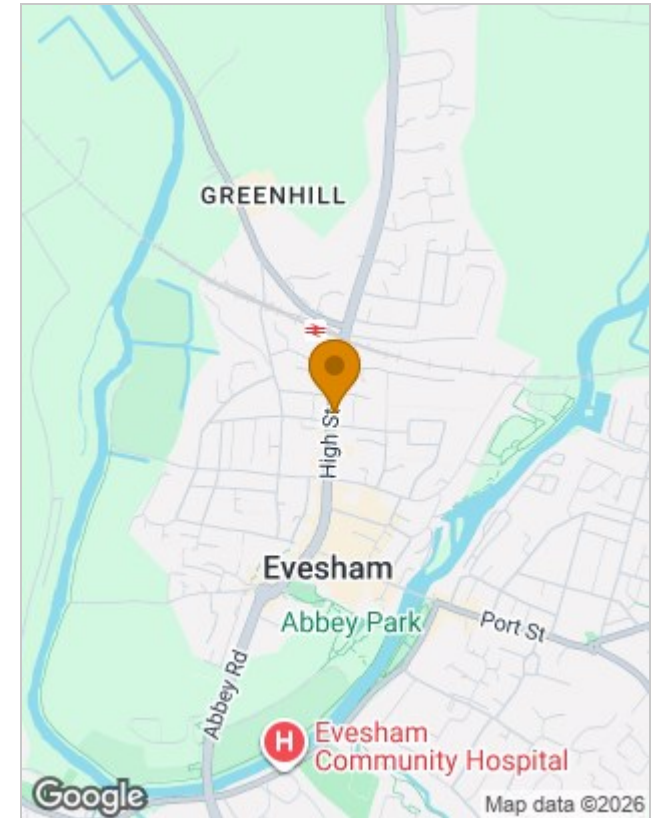 GREENHILL
High St
Evesham
Abbey Park
Port St
Abbey Rd
H
Evesham
Community Hospital
Google
Map data ©2026